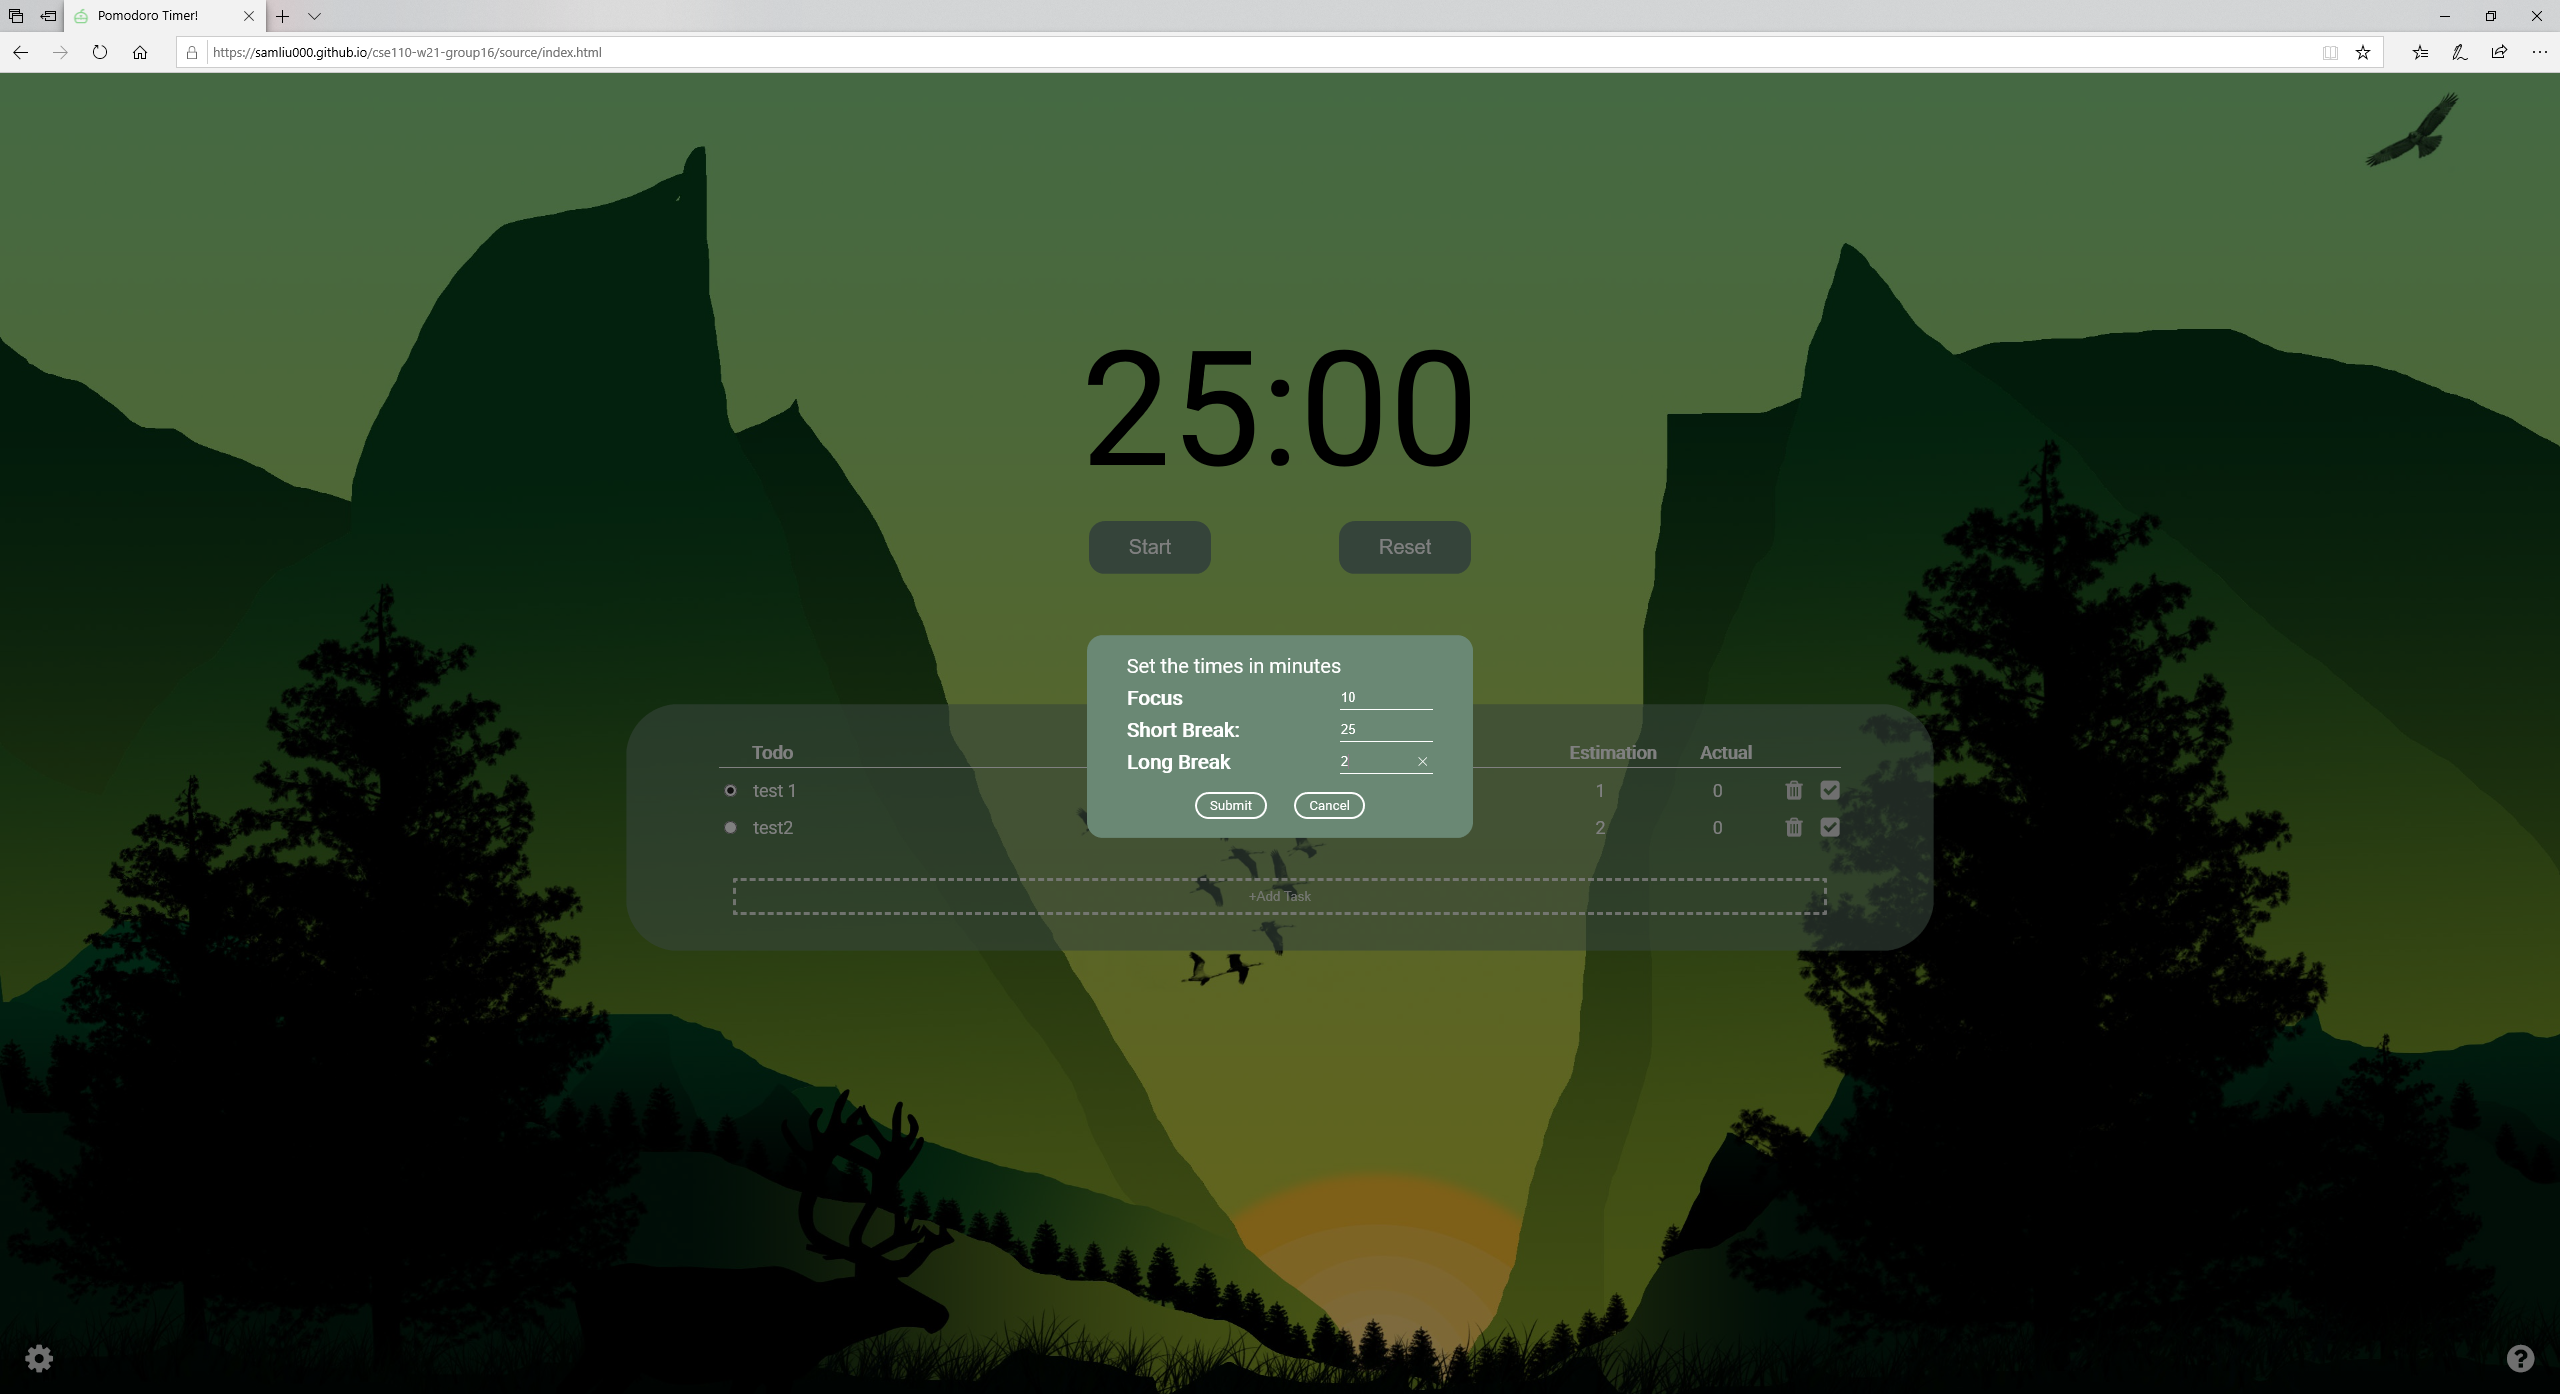 Pomodoro Timer!
https://samliu000.github.io/cse110-w21-group16/source/index.html
25:00
Start Reset
Set the times in minutes
Focus 10
Short Break: 25
Long Break 2
Submit Cancel
Todo Estimation Actual
test 1 1 0
test2 2 0
+Add Task
?